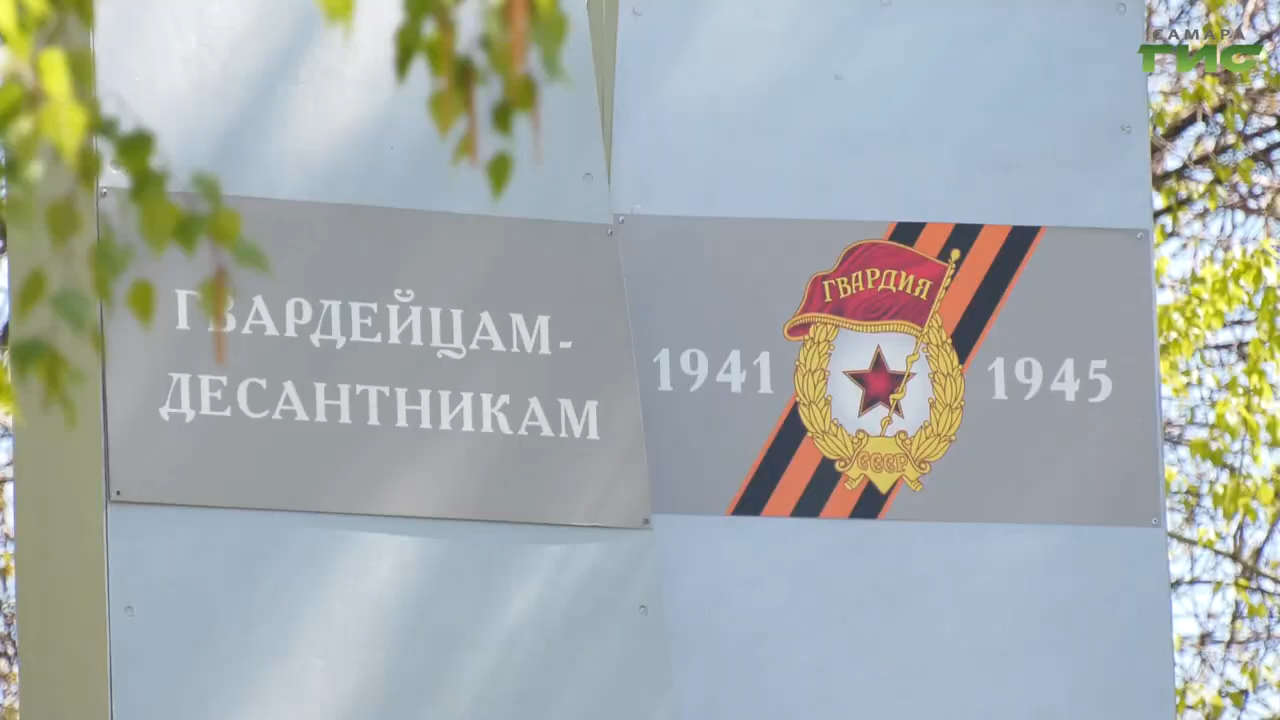 САМАРА
ГИС
ГВАРДЕЙЦАМ-
ДЕСАНТНИКАМ
1941
ГВАРДИЯ
СССР
1945